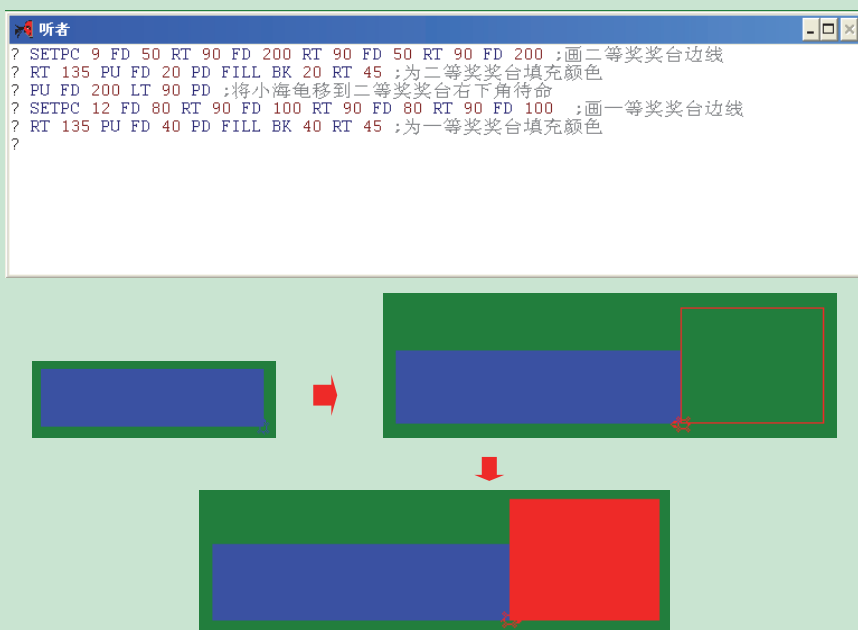 听者
? SETPC 9 FD 50 RT 90 FD 200 RT 90 FD 50 RT 90 FD 200 ;画二等奖奖台边线
? RT 135 PU FD 20 PD FILL BK 20 RT 45 ;为二等奖奖台填充颜色
? PU FD 200 LT 90 PD ;将小海龟移到二等奖奖台右下角待命
? SETPC 12 FD 80 RT 90 FD 100 RT 90 FD 80 RT 90 FD 100 ;画一等奖奖台边线
? RT 135 PU FD 40 PD FILL BK 40 RT 45 ;为一等奖奖台填充颜色
?